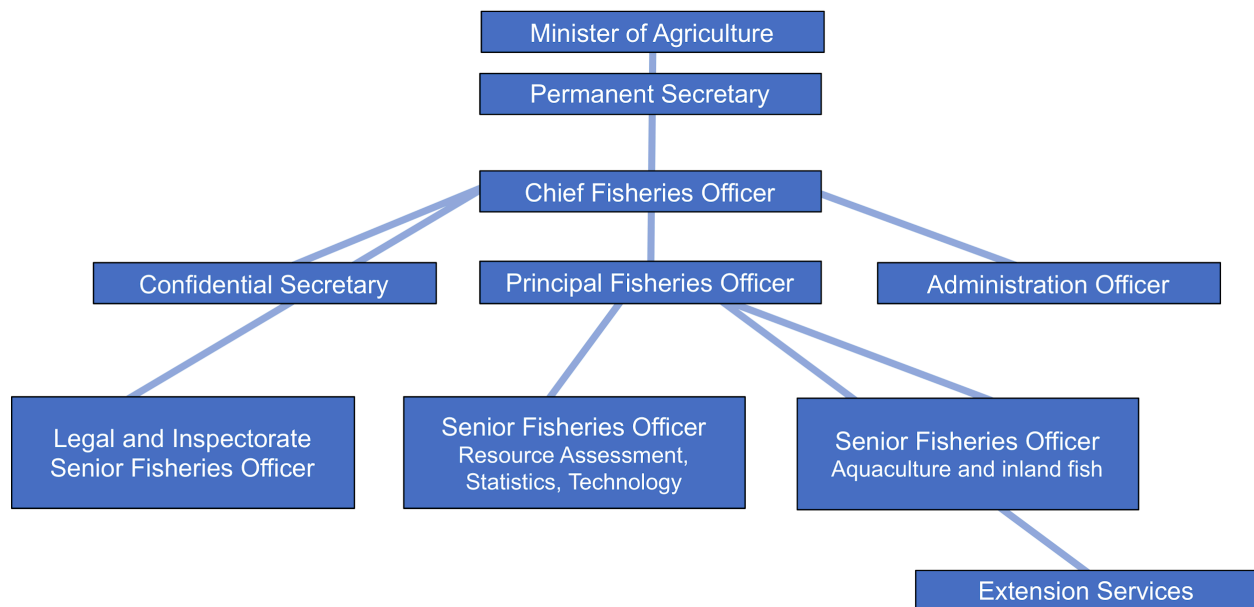 Minister of Agriculture
Permanent Secretary
Chief Fisheries Officer
Confidential Secretary
Principal Fisheries Officer
Administration Officer
Legal and Inspectorate
Senior Fisheries Officer
Senior Fisheries Officer
Resource Assessment,
Statistics, Technology
Senior Fisheries Officer
Aquaculture and inland fish
Extension Services